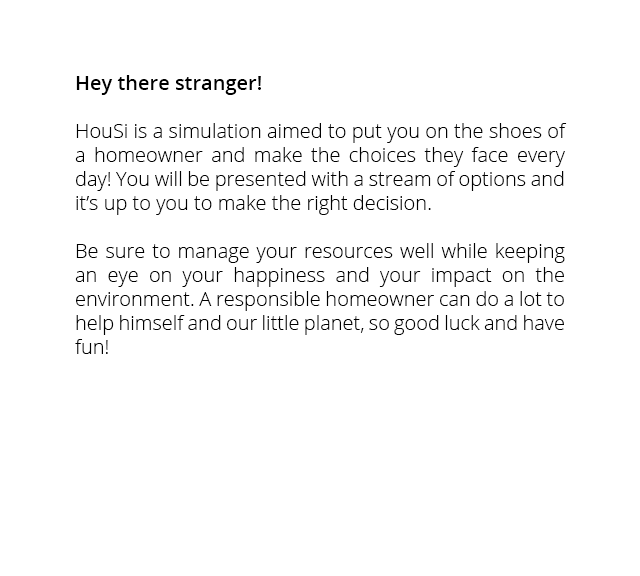 Hey there stranger!
HouSi is a simulation aimed to put you on the shoes of
a homeowner and make the choices they face every
day! You will be presented with a stream of options and
it’s up to you to make the right decision.
Be sure to manage your resources well while keeping
an eye on your happiness and your impact on the
environment. A responsible homeowner can do a lot to
help himself and our little planet, so good luck and have
fun!